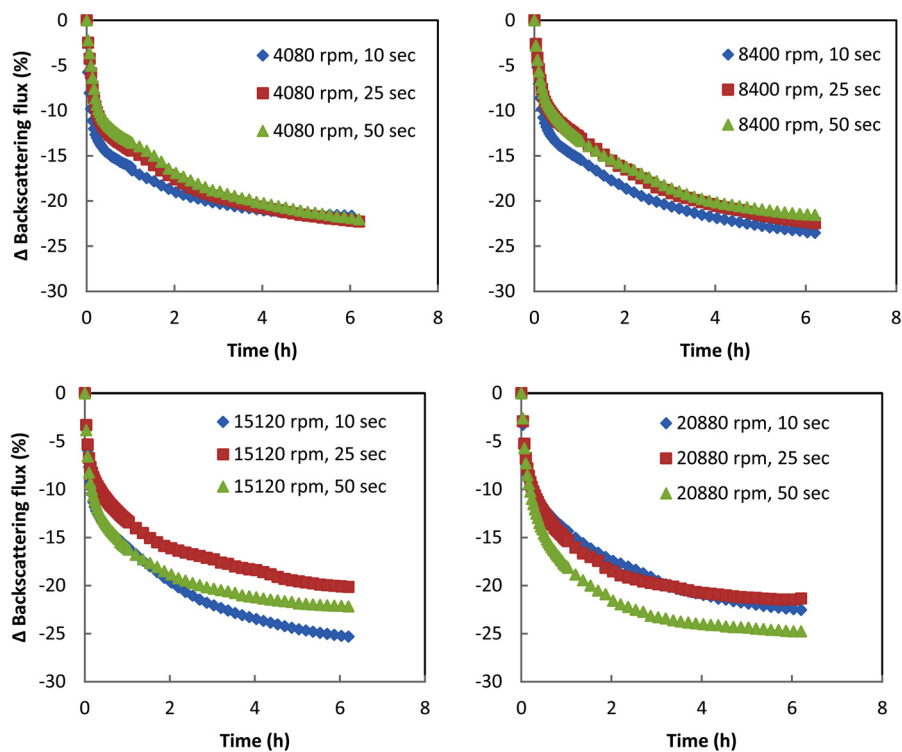 Δ Backscattering flux (%)
0
-5
-10
-15
-20
-25
-30
4080 rpm, 10 sec
4080 rpm, 25 sec
4080 rpm, 50 sec
0 2 4 6 8
Time (h)
0
-5
-10
-15
-20
-25
-30
8400 rpm, 10 sec
8400 rpm, 25 sec
8400 rpm, 50 sec
0 2 4 6 8
Time (h)
Δ Backscattering flux (%)
0
-5
-10
-15
-20
-25
-30
15120 rpm, 10 sec
15120 rpm, 25 sec
15120 rpm, 50 sec
0 2 4 6 8
Time (h)
0
-5
-10
-15
-20
-25
-30
20880 rpm, 10 sec
20880 rpm, 25 sec
20880 rpm, 50 sec
0 2 4 6 8
Time (h)